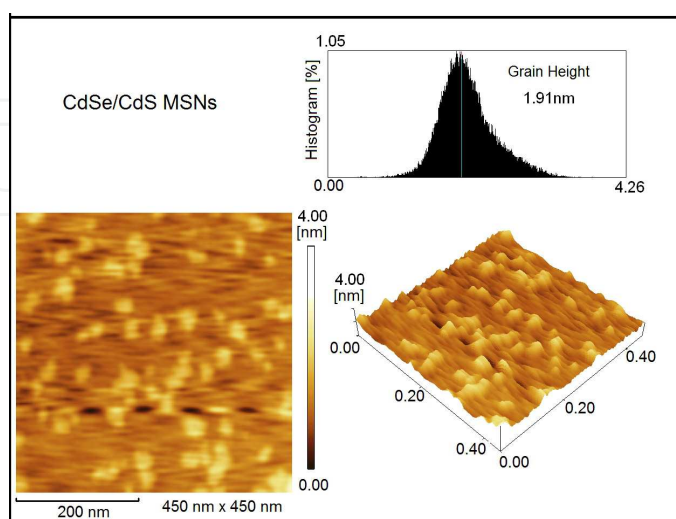 CdSe/CdS MSNs
1.05
Histogram [%]
Grain Height
1.91nm
0.00
4.26
4.00
[nm]
0.00
200 nm
450 nm x 450 nm
4.00
[nm]
0.00
0.20
0.40
0.00
0.20
0.40